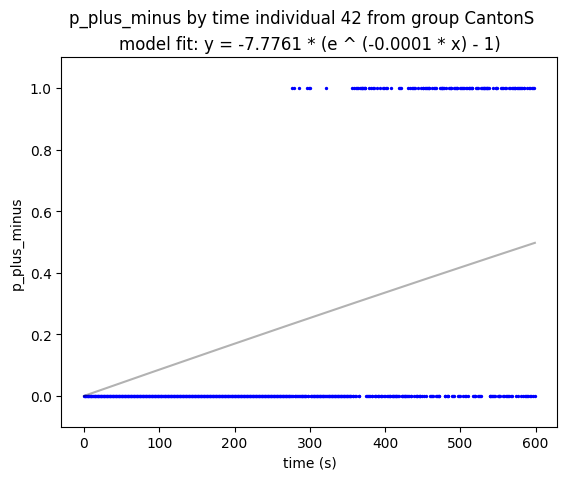 p_plus_minus by time individual 42 from group CantonS
model fit: y = -7.7761 * (e ^ (-0.0001 * x) - 1)
1.0
0.8
0.6
0.4
0.2
0.0
p_plus_minus
0 100 200 300 400 500 600
time (s)